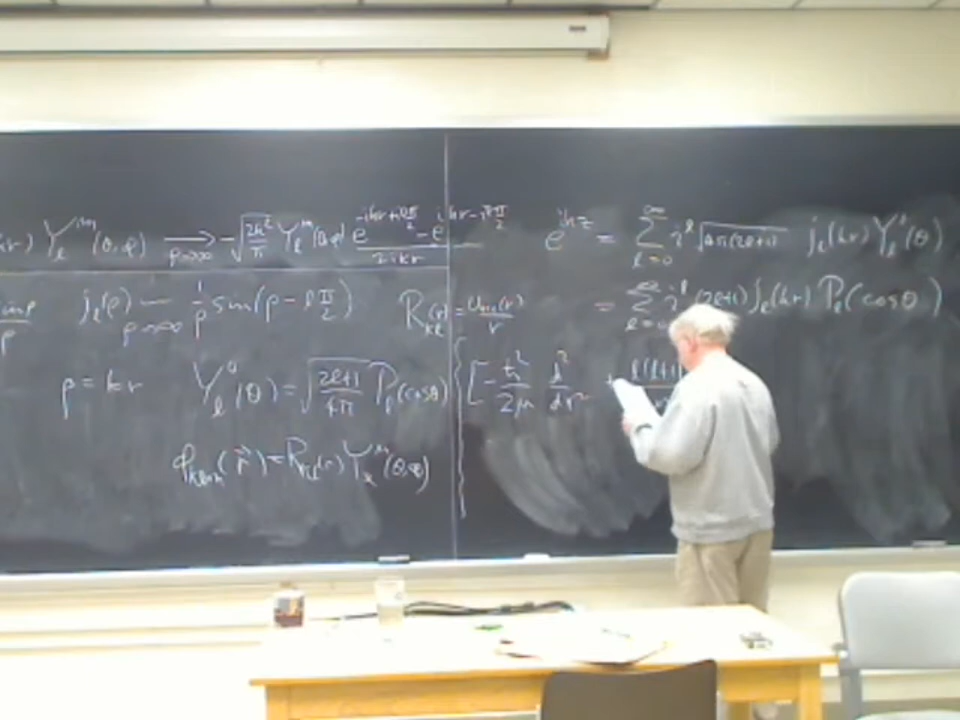 kr) Y_l^m(θ,φ) ⟶_{ρ→∞} -√(2k²/π) Y_l^m(θ,φ) (e^{-ikr+ilπ/2} - e^{ikr-ilπ/2})/(2ikr)
j_l(ρ) —_{ρ→∞} 1/ρ sin(ρ - lπ/2)
ρ = kr Y_l^0(θ) = √((2l+1)/4π) P_l(cosθ)
φ_{klm}(r⃗) = R_{kl}(r) Y_l^m(θ,φ)
e^{ikz} = Σ_{l=0}^∞ i^l √(4π(2l+1)) j_l(kr) Y_l^0(θ)
R_{kl}(r) = u_{kl}(r)/r = Σ_{l=0}^∞ i^l (2l+1) j_l(kr) P_l(cosθ)
{ [ -ħ²/2μ d²/dr² + l(l+1)